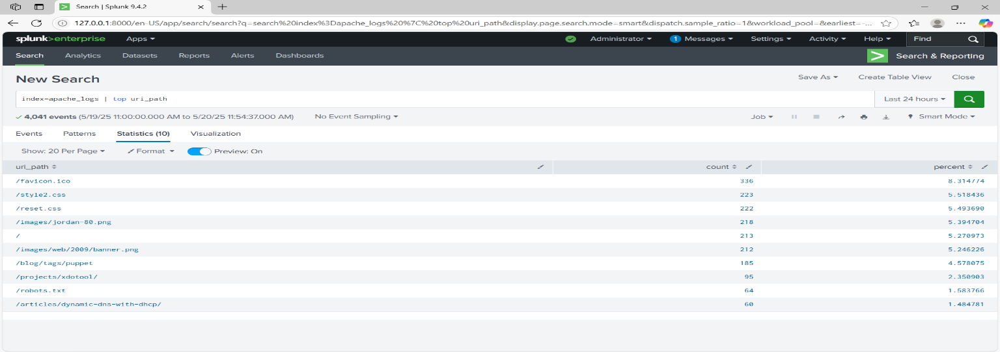 Search | Splunk 9.4.2
127.0.0.1:8000/en-US/app/search/search?q=search%20index%3Dapache_logs%20%7C%20top%20uri_path&display.page.search.mode=smart&dispatch.sample_ratio=1&workload_pool=&earliest=-...
splunk>enterprise Apps Administrator 1 Messages Settings Activity Help Find
Search Analytics Datasets Reports Alerts Dashboards > Search & Reporting
New Search Save As Create Table View Close
index=apache_logs | top uri_path Last 24 hours
✓ 4,041 events (5/19/25 11:00:00.000 AM to 5/20/25 11:54:37.000 AM) No Event Sampling Job Smart Mode
Events Patterns Statistics (10) Visualization
Show: 20 Per Page Format Preview: On
uri_path count percent
/favicon.ico 336 8.314774
/style2.css 223 5.518436
/reset.css 222 5.493690
/images/jordan-80.png 218 5.394704
/ 213 5.270973
/images/web/2009/banner.png 212 5.246226
/blog/tags/puppet 185 4.578075
/projects/xdotool/ 95 2.350903
/robots.txt 64 1.583766
/articles/dynamic-dns-with-dhcp/ 60 1.484781